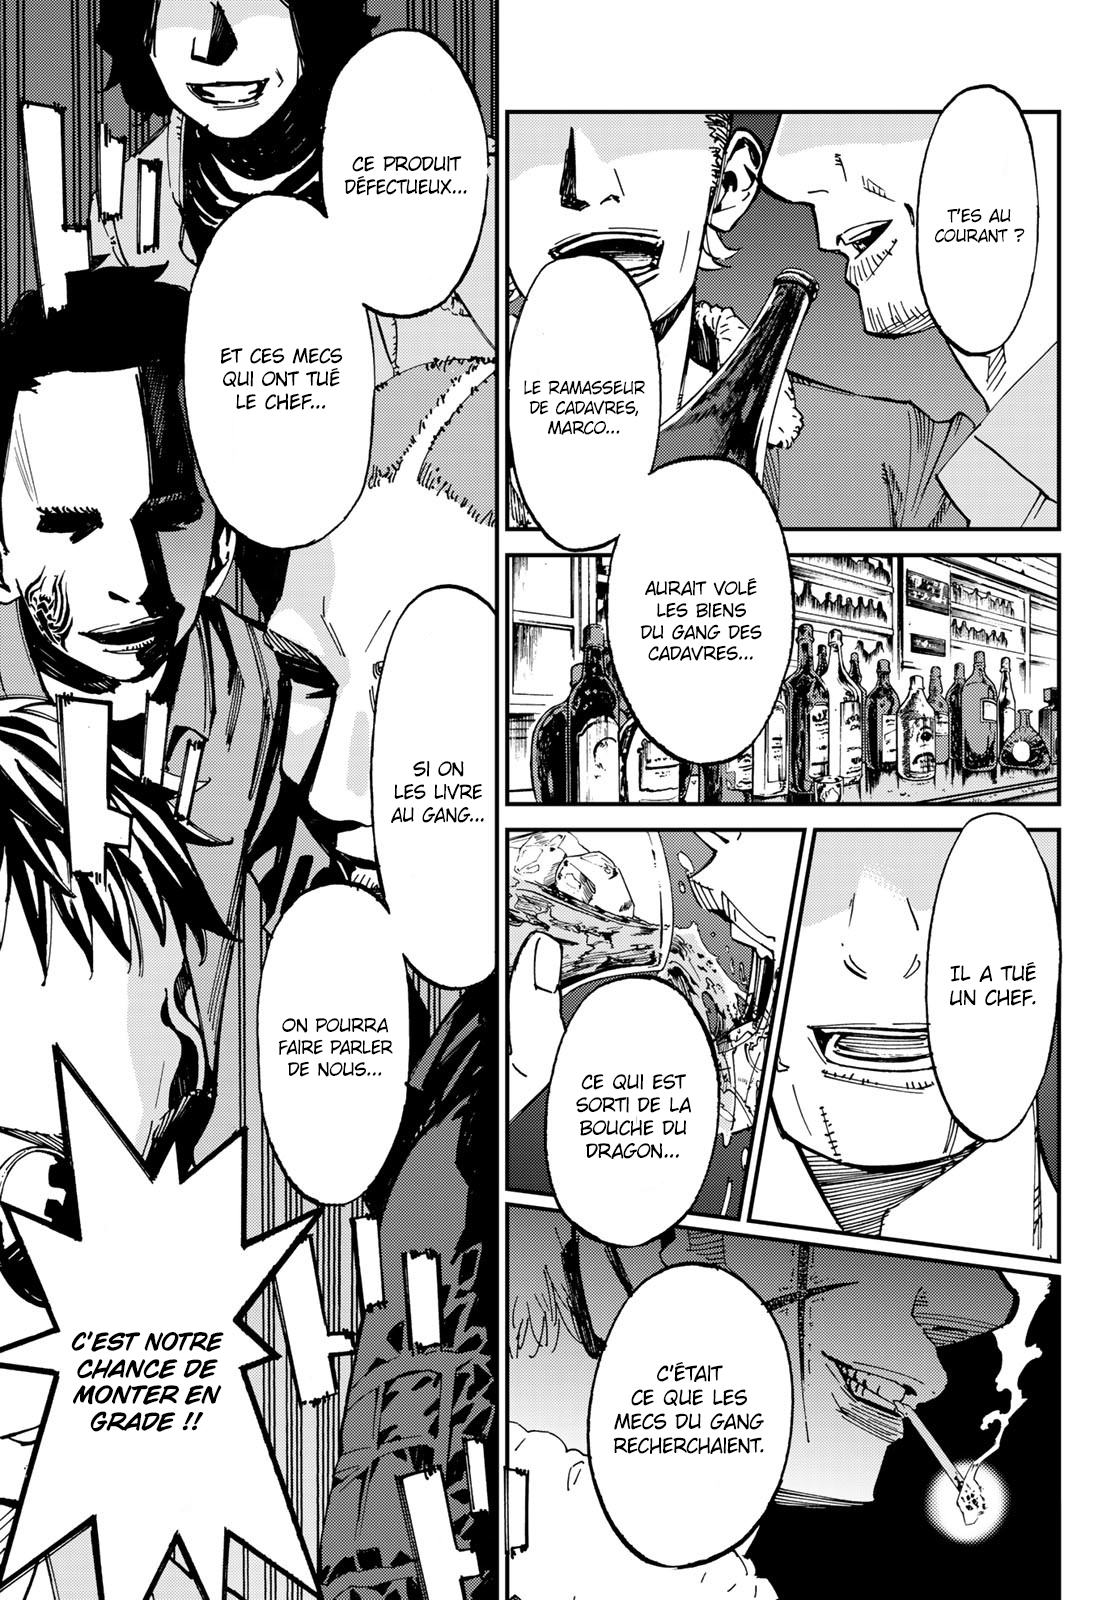 T'ES AU
COURANT ?
LE RAMASSEUR
DE CADAVRES,
MARCO...
AURAIT VOLÉ
LES BIENS
DU GANG DES
CADAVRES...
IL A TUÉ
UN CHEF.
CE QUI EST
SORTI DE LA
BOUCHE DU
DRAGON...
C'ÉTAIT
CE QUE LES
MECS DU GANG
RECHERCHAIENT.
CE PRODUIT
DÉFECTUEUX...
ET CES MECS
QUI ONT TUÉ
LE CHEF...
SI ON
LES LIVRE
AU GANG...
ON POURRA
FAIRE PARLER
DE NOUS...
C'EST NOTRE
CHANCE DE
MONTER EN
GRADE !!